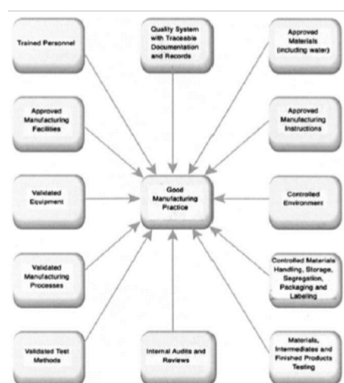 Trained Personnel
Quality System
with Traceable
Documentation
and Records
Approved
Materials
(including water)
Approved
Manufacturing
Facilities
Approved
Manufacturing
Instructions
Validated
Equipment
Good
Manufacturing
Practice
Controlled
Environment
Validated
Manufacturing
Processes
Controlled Materials
Handling, Storage,
Segregation,
Packaging and
Labeling
Validated Test
Methods
Internal Audits and
Reviews
Materials,
Intermediates and
Finished Products
Testing